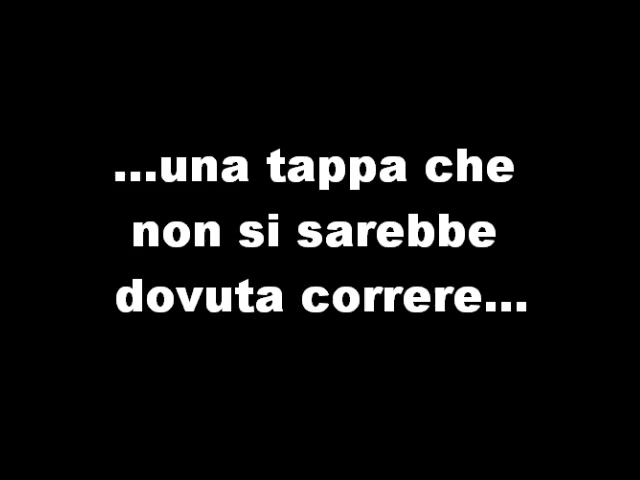 ...una tappa che
non si sarebbe
dovuta correre...